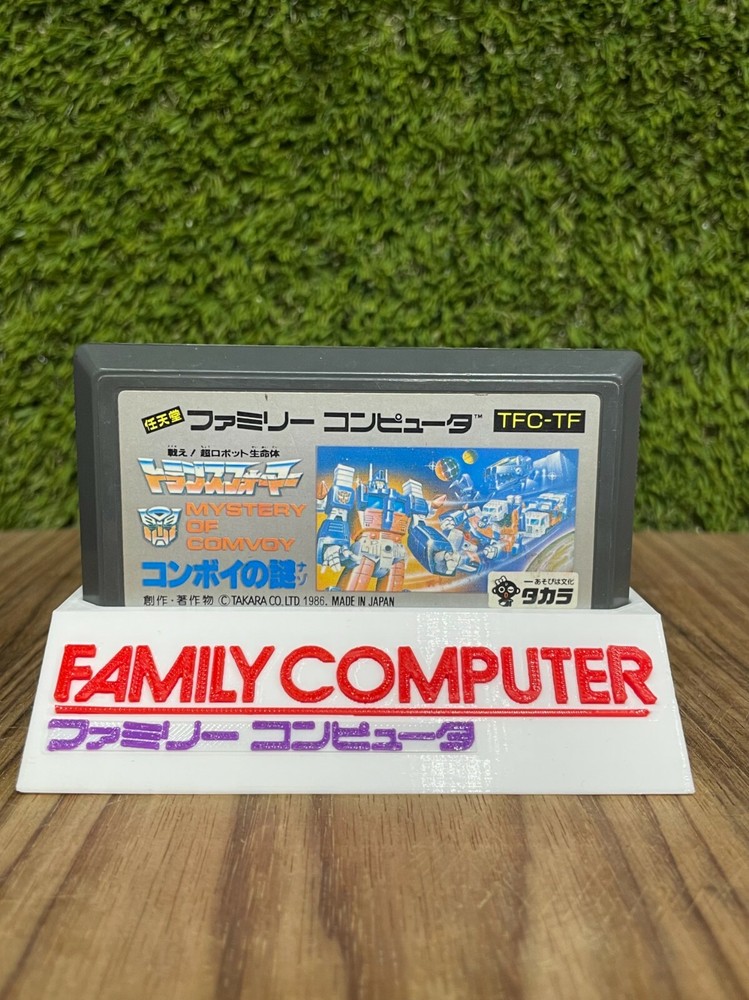 任天堂 ファミリー コンピュータ™ TFC-TF
戦え! 超ロボット生命体
トランスフォーマー
MYSTERY
OF
COMVOY
コンボイの謎 ナゾ
創作・著作物 ©TAKARA CO.LTD 1986. MADE IN JAPAN
あそびは文化
タカラ
FAMILY COMPUTER
ファミリー コンピュータ